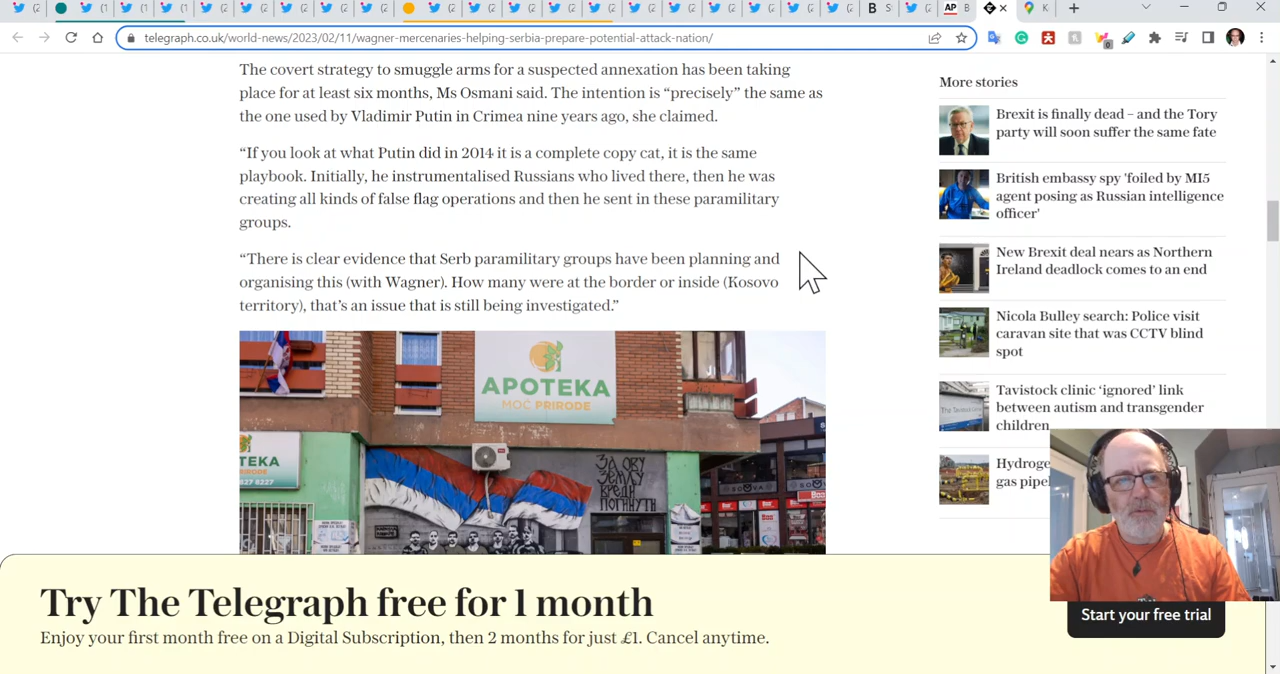 telegraph.co.uk/world-news/2023/02/11/wagner-mercenaries-helping-serbia-prepare-potential-attack-nation/
The covert strategy to smuggle arms for a suspected annexation has been taking
place for at least six months, Ms Osmani said. The intention is “precisely” the same as
the one used by Vladimir Putin in Crimea nine years ago, she claimed.
“If you look at what Putin did in 2014 it is a complete copy cat, it is the same
playbook. Initially, he instrumentalised Russians who lived there, then he was
creating all kinds of false flag operations and then he sent in these paramilitary
groups.
“There is clear evidence that Serb paramilitary groups have been planning and
organising this (with Wagner). How many were at the border or inside (Kosovo
territory), that’s an issue that is still being investigated.”
APOTEKA
MOĆ PRIRODE
ЗА ОВУ
ЗЕМЉУ
ВРЕДИ
ПОГИНУТИ
More stories
Brexit is finally dead – and the Tory
party will soon suffer the same fate
British embassy spy 'foiled by MI5
agent posing as Russian intelligence
officer'
New Brexit deal nears as Northern
Ireland deadlock comes to an end
Nicola Bulley search: Police visit
caravan site that was CCTV blind
spot
Tavistock clinic ‘ignored’ link
between autism and transgender
children
Hydroge
gas pipe
Try The Telegraph free for 1 month
Enjoy your first month free on a Digital Subscription, then 2 months for just £1. Cancel anytime.
Start your free trial